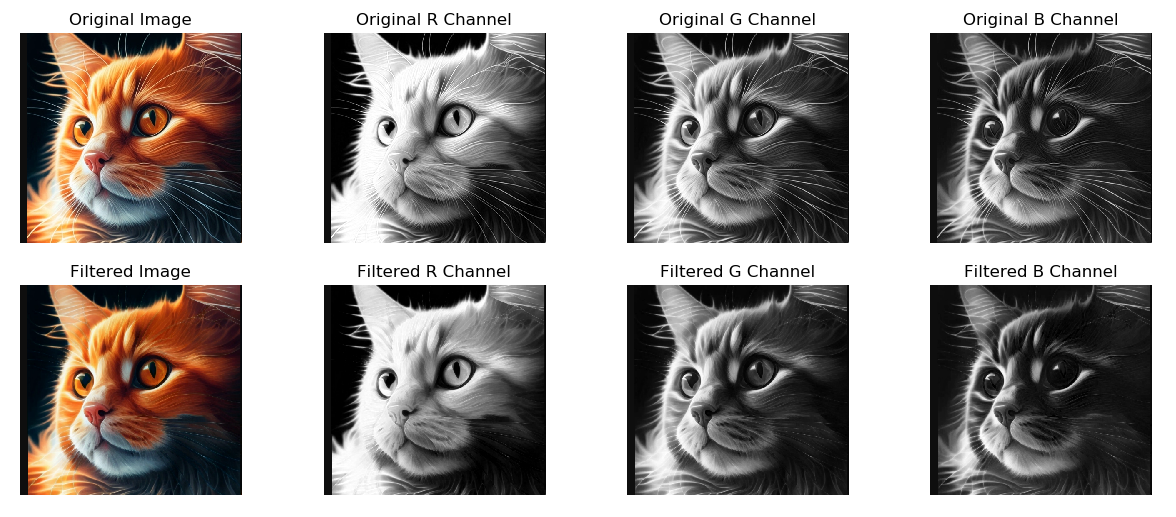 Original Image
Original R Channel
Original G Channel
Original B Channel
Filtered Image
Filtered R Channel
Filtered G Channel
Filtered B Channel